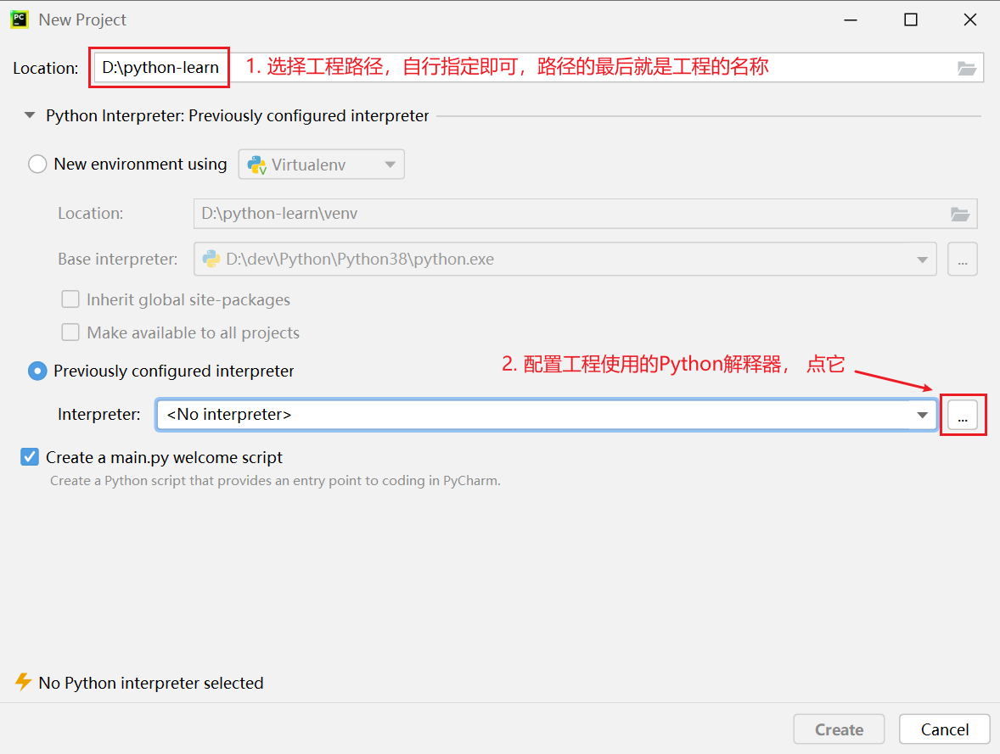 New Project
Location: D:\python-learn 1. 选择工程路径，自行指定即可，路径的最后就是工程的名称
Python Interpreter: Previously configured interpreter
New environment using Virtualenv
Location: D:\python-learn\venv
Base interpreter: D:\dev\Python\Python38\python.exe ...
Inherit global site-packages
Make available to all projects
Previously configured interpreter
2. 配置工程使用的Python解释器， 点它
Interpreter: <No interpreter> ...
Create a main.py welcome script
Create a Python script that provides an entry point to coding in PyCharm.
No Python interpreter selected
Create Cancel